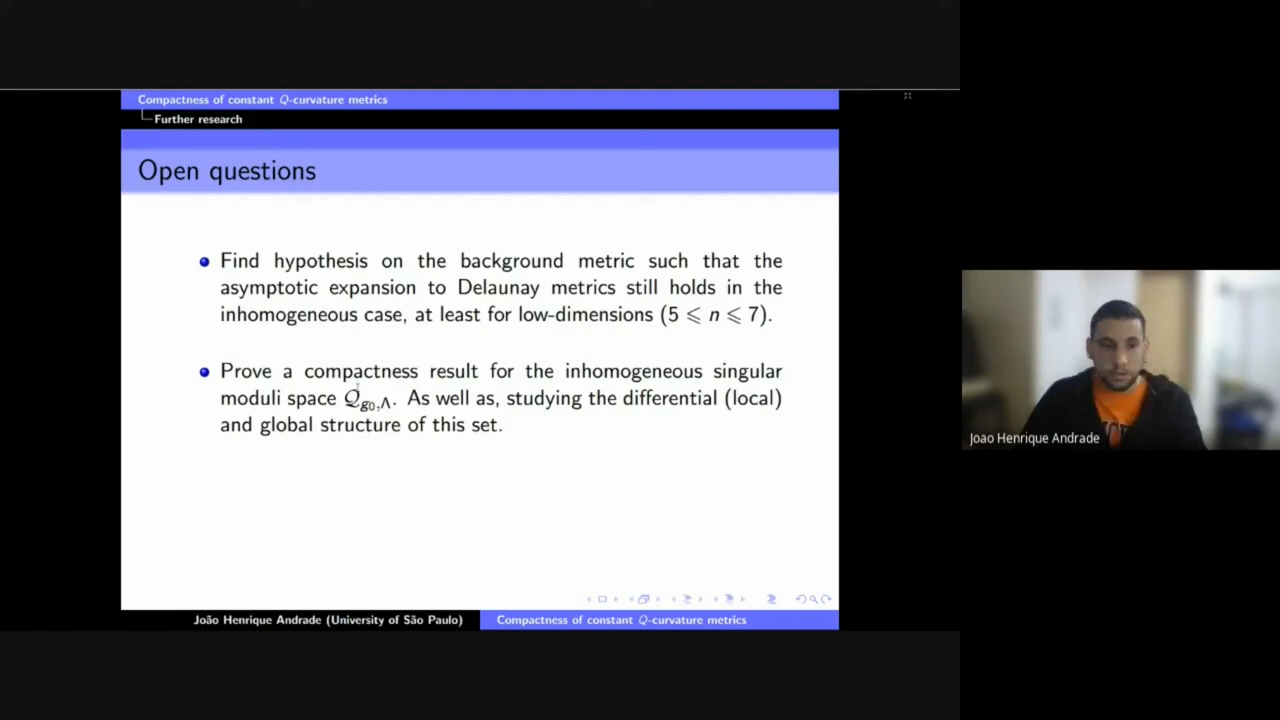 Compactness of constant Q-curvature metrics
Further research
Open questions
Find hypothesis on the background metric such that the
asymptotic expansion to Delaunay metrics still holds in the
inhomogeneous case, at least for low-dimensions (5 ⩽ n ⩽ 7).
Prove a compactness result for the inhomogeneous singular
moduli space 𝒬_{g₀,Λ}. As well as, studying the differential (local)
and global structure of this set.
Joao Henrique Andrade
João Henrique Andrade (University of São Paulo)
Compactness of constant Q-curvature metrics